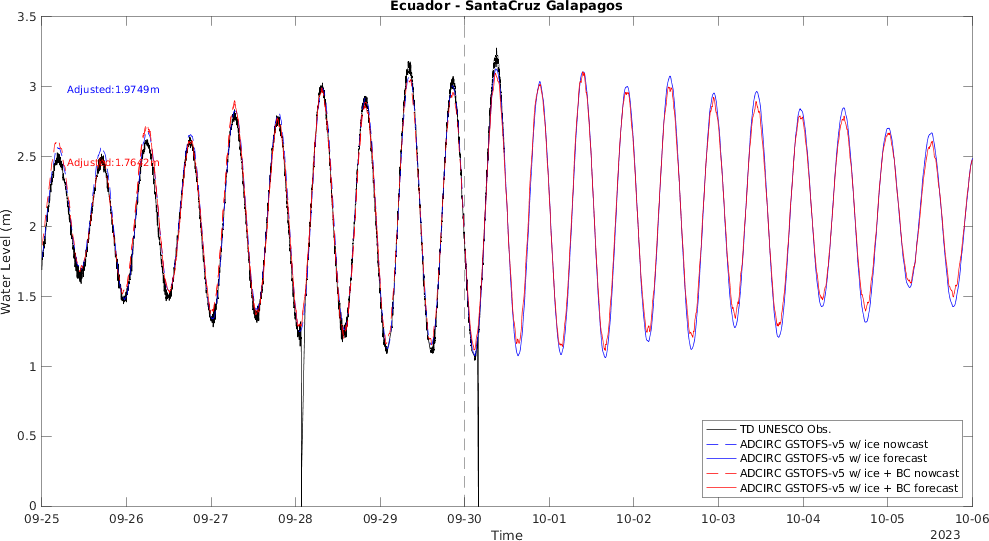 Ecuador - SantaCruz Galapagos
3.5
3
2.5
2
1.5
1
0.5
0
Water Level (m)
Adjusted:1.9749m
Adjusted:1.7642m
TD UNESCO Obs.
ADCIRC GSTOFS-v5 w/ ice nowcast
ADCIRC GSTOFS-v5 w/ ice forecast
ADCIRC GSTOFS-v5 w/ ice + BC nowcast
ADCIRC GSTOFS-v5 w/ ice + BC forecast
09-25 09-26 09-27 09-28 09-29 09-30 10-01 10-02 10-03 10-04 10-05 10-06
Time
2023